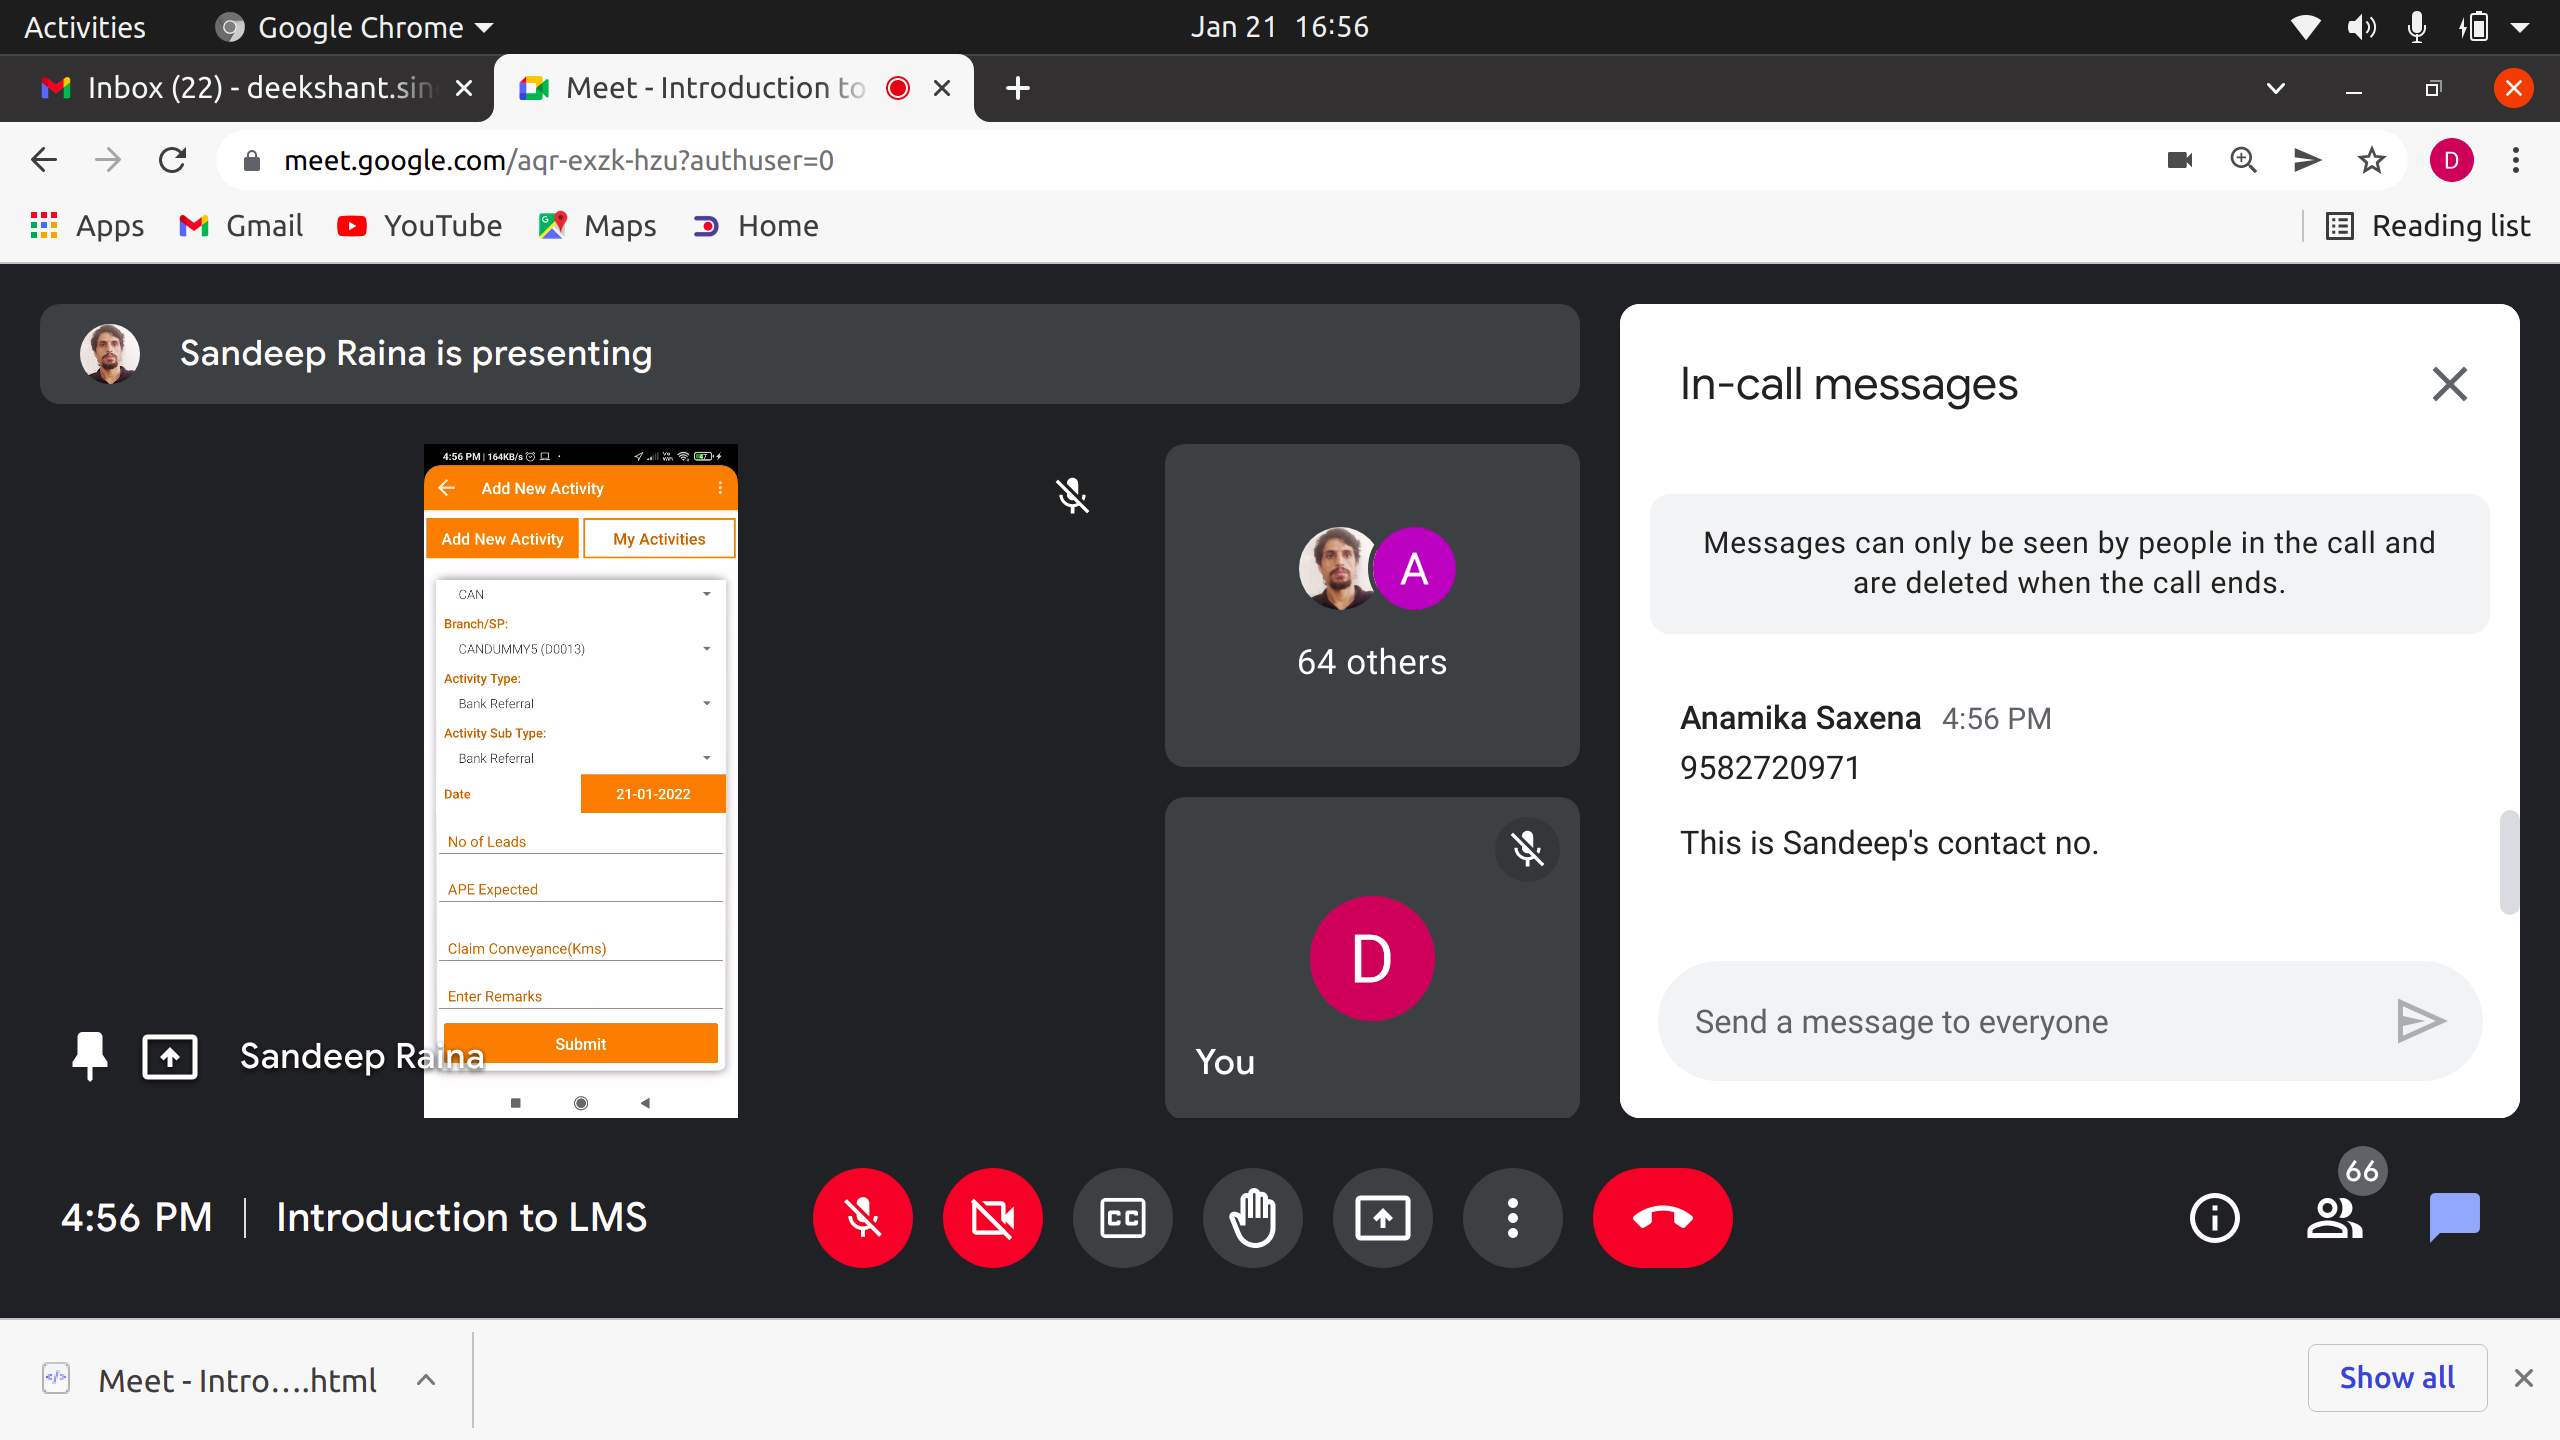 Activities
Google Chrome
Jan 21 16:56
Inbox (22) - deekshant.sin
Meet - Introduction to
meet.google.com/aqr-exzk-hzu?authuser=0
D
Apps
Gmail
YouTube
Maps
Home
Reading list
Sandeep Raina is presenting
4:56 PM | 164KB/s
Add New Activity
Add New Activity
My Activities
CAN
Branch/SP:
CANDUMMY5 (D0013)
Activity Type:
Bank Referral
Activity Sub Type:
Bank Referral
Date
21-01-2022
No of Leads
APE Expected
Claim Conveyance(Kms)
Enter Remarks
Submit
Sandeep Raina
A
64 others
D
You
In-call messages
Messages can only be seen by people in the call and
are deleted when the call ends.
Anamika Saxena 4:56 PM
9582720971
This is Sandeep's contact no.
Send a message to everyone
4:56 PM
Introduction to LMS
CC
66
Meet - Intro....html
Show all